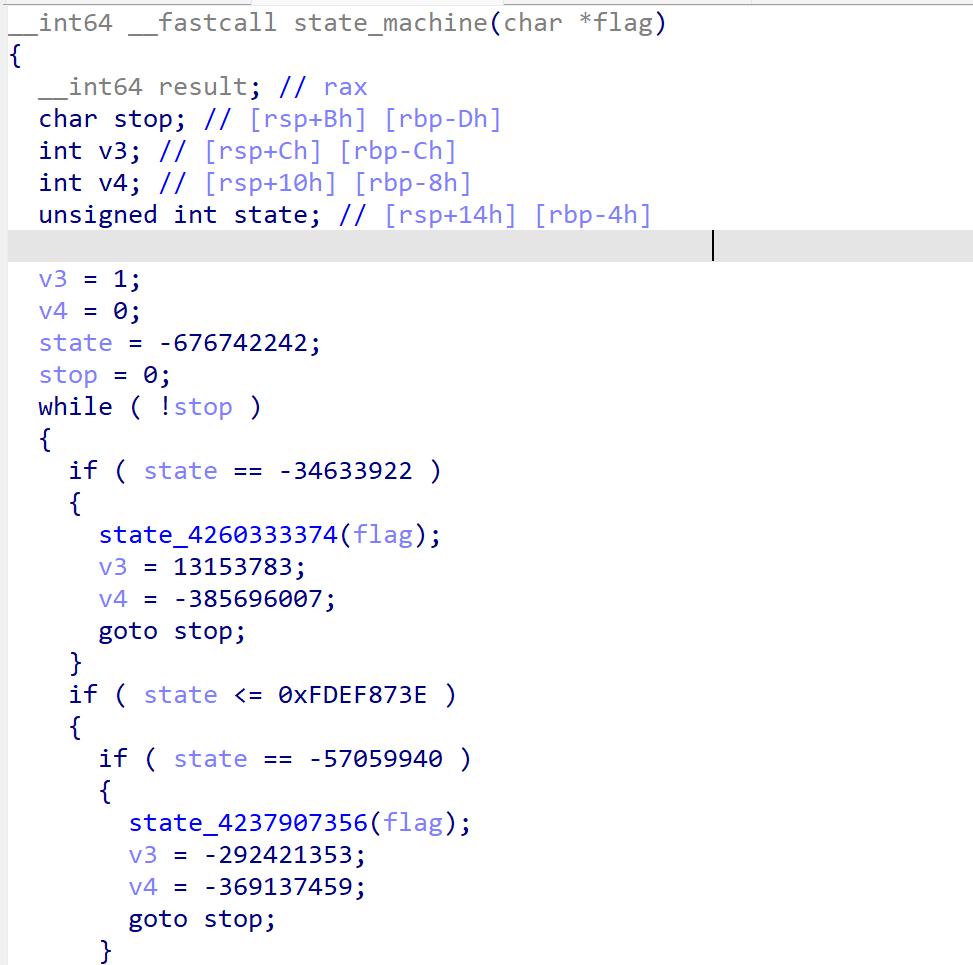 __int64 __fastcall state_machine(char *flag)
{
  __int64 result; // rax
  char stop; // [rsp+Bh] [rbp-Dh]
  int v3; // [rsp+Ch] [rbp-Ch]
  int v4; // [rsp+10h] [rbp-8h]
  unsigned int state; // [rsp+14h] [rbp-4h]
  v3 = 1;
  v4 = 0;
  state = -676742242;
  stop = 0;
  while ( !stop )
  {
    if ( state == -34633922 )
    {
      state_4260333374(flag);
      v3 = 13153783;
      v4 = -385696007;
      goto stop;
    }
    if ( state <= 0xFDEF873E )
    {
      if ( state == -57059940 )
      {
        state_4237907356(flag);
        v3 = -292421353;
        v4 = -369137459;
        goto stop;
      }